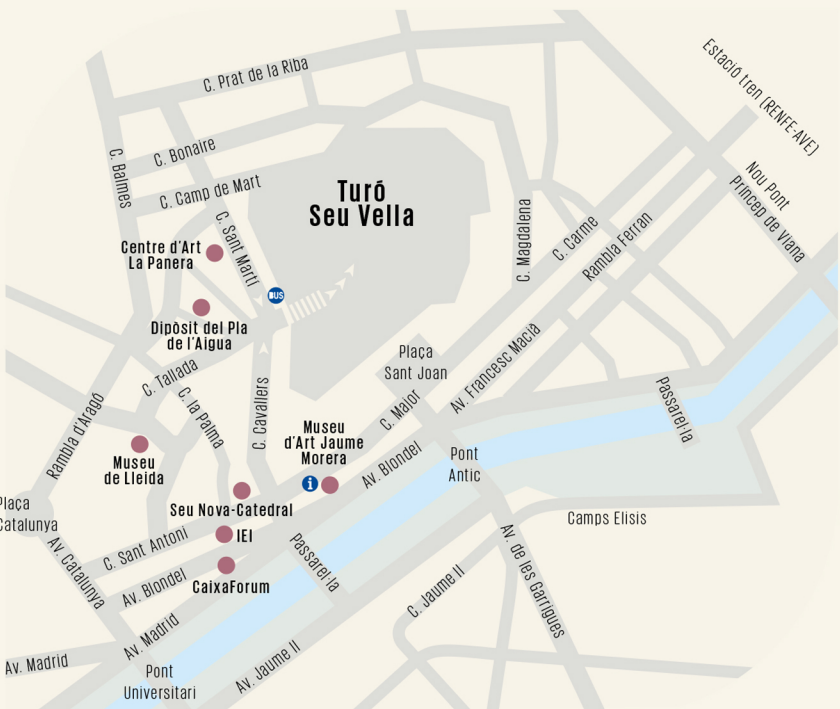 C. Prat de la Riba
Estació tren (RENFE-AVE)
C. Balmes
C. Bonaire
C. Camp de Mart
Turó
Seu Vella
Nou Pont
Príncep de Viana
C. Sant Martí
C. Magdalena
C. Carme
Rambla Ferran
Centre d'Art
La Panera
BUS
Dipòsit del Pla
de l'Aigua
Plaça
Sant Joan
Av. Francesc Macià
C. Tallada
C. la Palma
C. Cavallers
C. Major
Passarel·la
Rambla d'Aragó
Museu
d'Art Jaume
Morera
i
Av. Blondel
Pont
Antic
Museu
de Lleida
Plaça
Catalunya
Seu Nova-Catedral
IEI
Camps Elisis
C. Sant Antoni
Av. Catalunya
Passarel·la
Av. de les Garrigues
Av. Blondel
CaixaForum
C. Jaume II
Av. Madrid
Av. Madrid
Pont
Universitari
Av. Jaume II